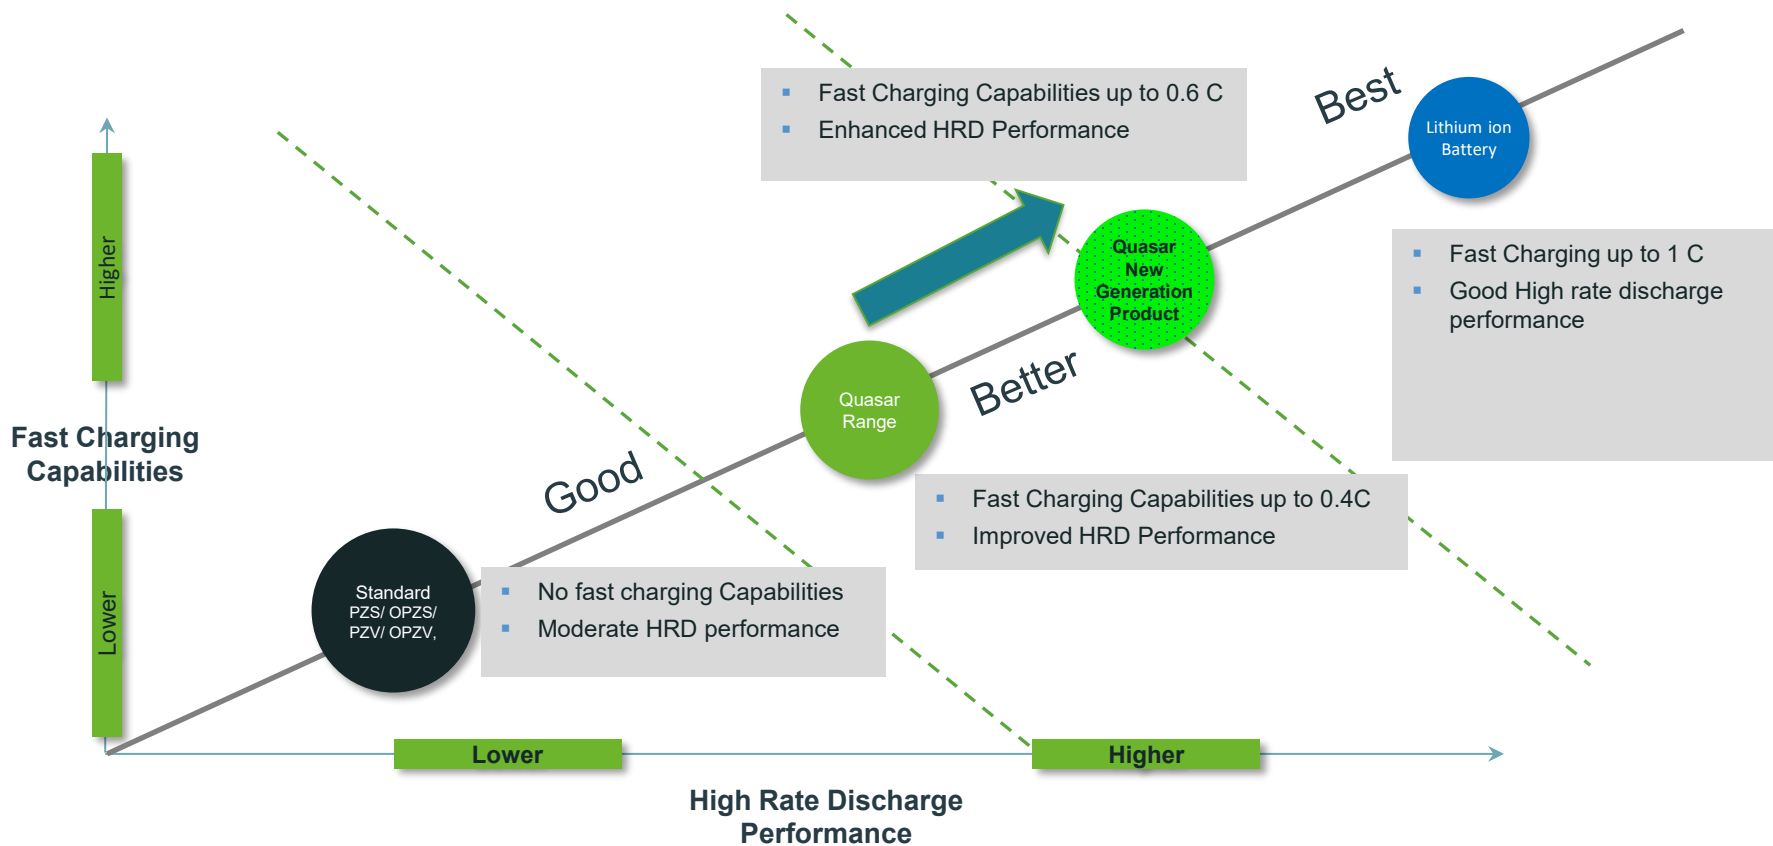 Fast Charging Capabilities up to 0.6 C
Enhanced HRD Performance
Best
Lithium ion
Battery
Higher
Quasar
New
Generation
Product
Fast Charging up to 1 C
Good High rate discharge
performance
Better
Quasar
Range
Fast Charging
Capabilities
Good
Fast Charging Capabilities up to 0.4C
Improved HRD Performance
Standard
PZS/ OPZS/
PZV/ OPZV,
No fast charging Capabilities
Moderate HRD performance
Lower
Lower
Higher
High Rate Discharge
Performance